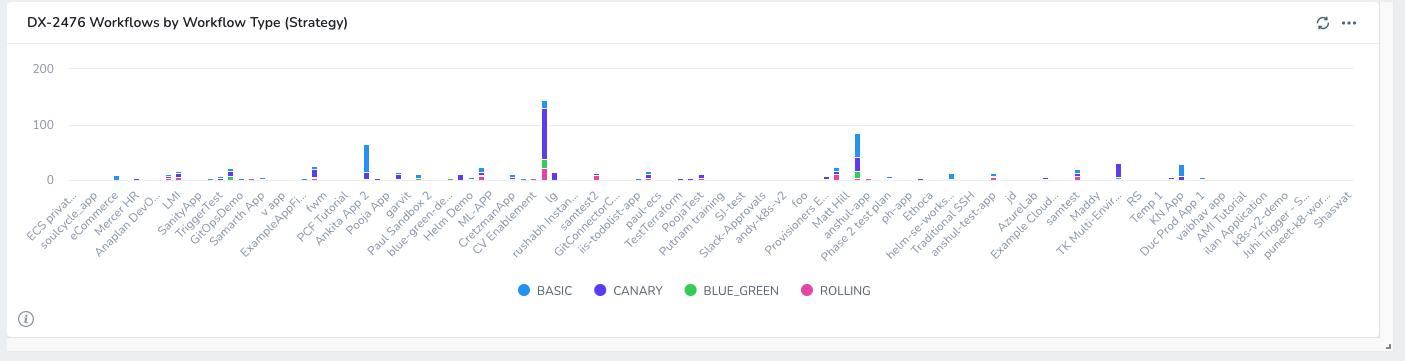 DX-2476 Workflows by Workflow Type (Strategy)
200
100
0
ECS privat...
soulcycle_app
eCommerce
Mercer HR
Anaplan DevO...
LMI
SanityApp
TriggerTest
GitOpsDemo
Samarth App
v app
ExampleAppFi...
fwm
PCF Tutorial
Ankita App 2
Pooja App
garvit
Paul Sandbox 2
blue-green-de...
Helm Demo
ML-APP
CretzmanApp
CV Enablement
lg
rushabh Instan...
samtest2
GitConnectorC...
iis-todolist-app
paul-ecs
TestTerraform
PoojaTest
Putnam training
SJ-test
Slack-Approvals
andy-k8s-v2
foo
Provisioners E...
Matt Hill
anshul-app
Phase 2 test plan
ph-app
Ethoca
helm-se-works...
Traditional SSH
anshul-test-app
jd
AzureLab
Example Cloud...
samtest
Maddy
TK Multi-Envir...
RS
Temp 1
KN App
Duc Prod App 1
vaibhav app
AMI Tutorial
ilan Application
k8s-v2-demo
Juhi Trigger - S...
puneet-k8-wor...
Shaswat
BASIC
CANARY
BLUE_GREEN
ROLLING